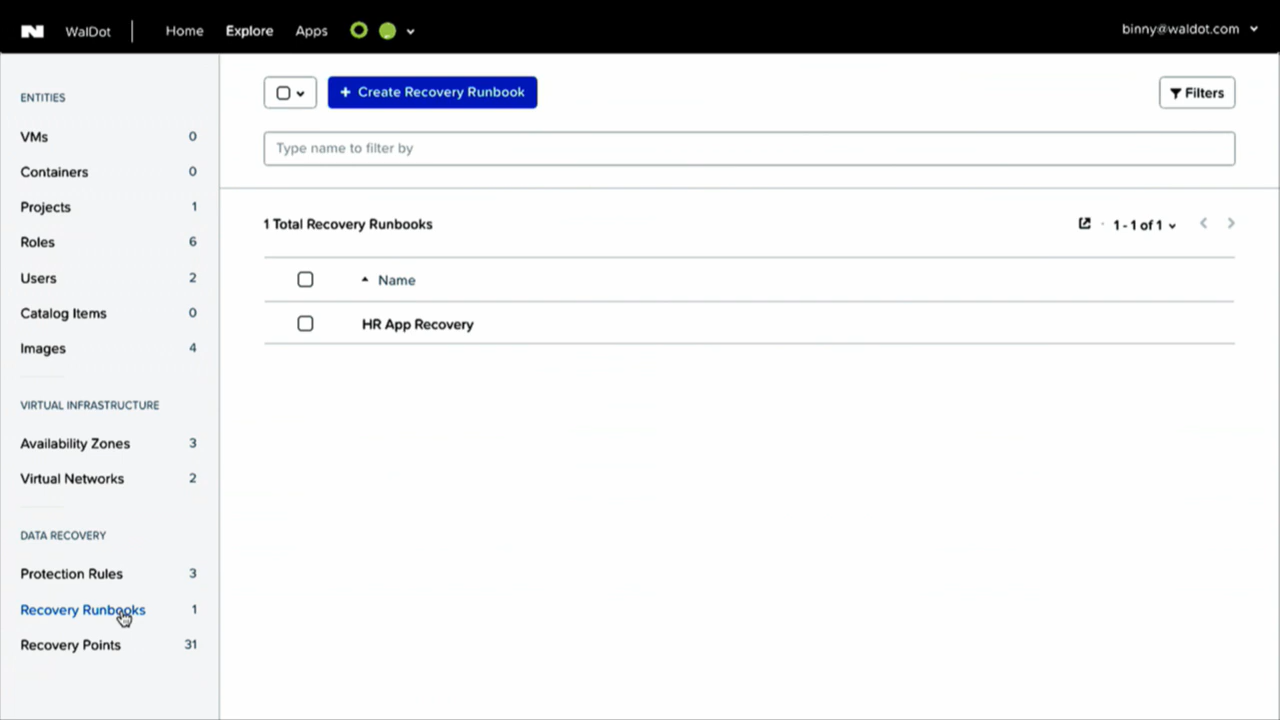 WalDot
Home
Explore
Apps
binny@waldot.com
ENTITIES
VMs 0
Containers 0
Projects 1
Roles 6
Users 2
Catalog Items 0
Images 4
VIRTUAL INFRASTRUCTURE
Availability Zones 3
Virtual Networks 2
DATA RECOVERY
Protection Rules 3
Recovery Runbooks 1
Recovery Points 31
+ Create Recovery Runbook
Filters
Type name to filter by
1 Total Recovery Runbooks
1 - 1 of 1
Name
HR App Recovery